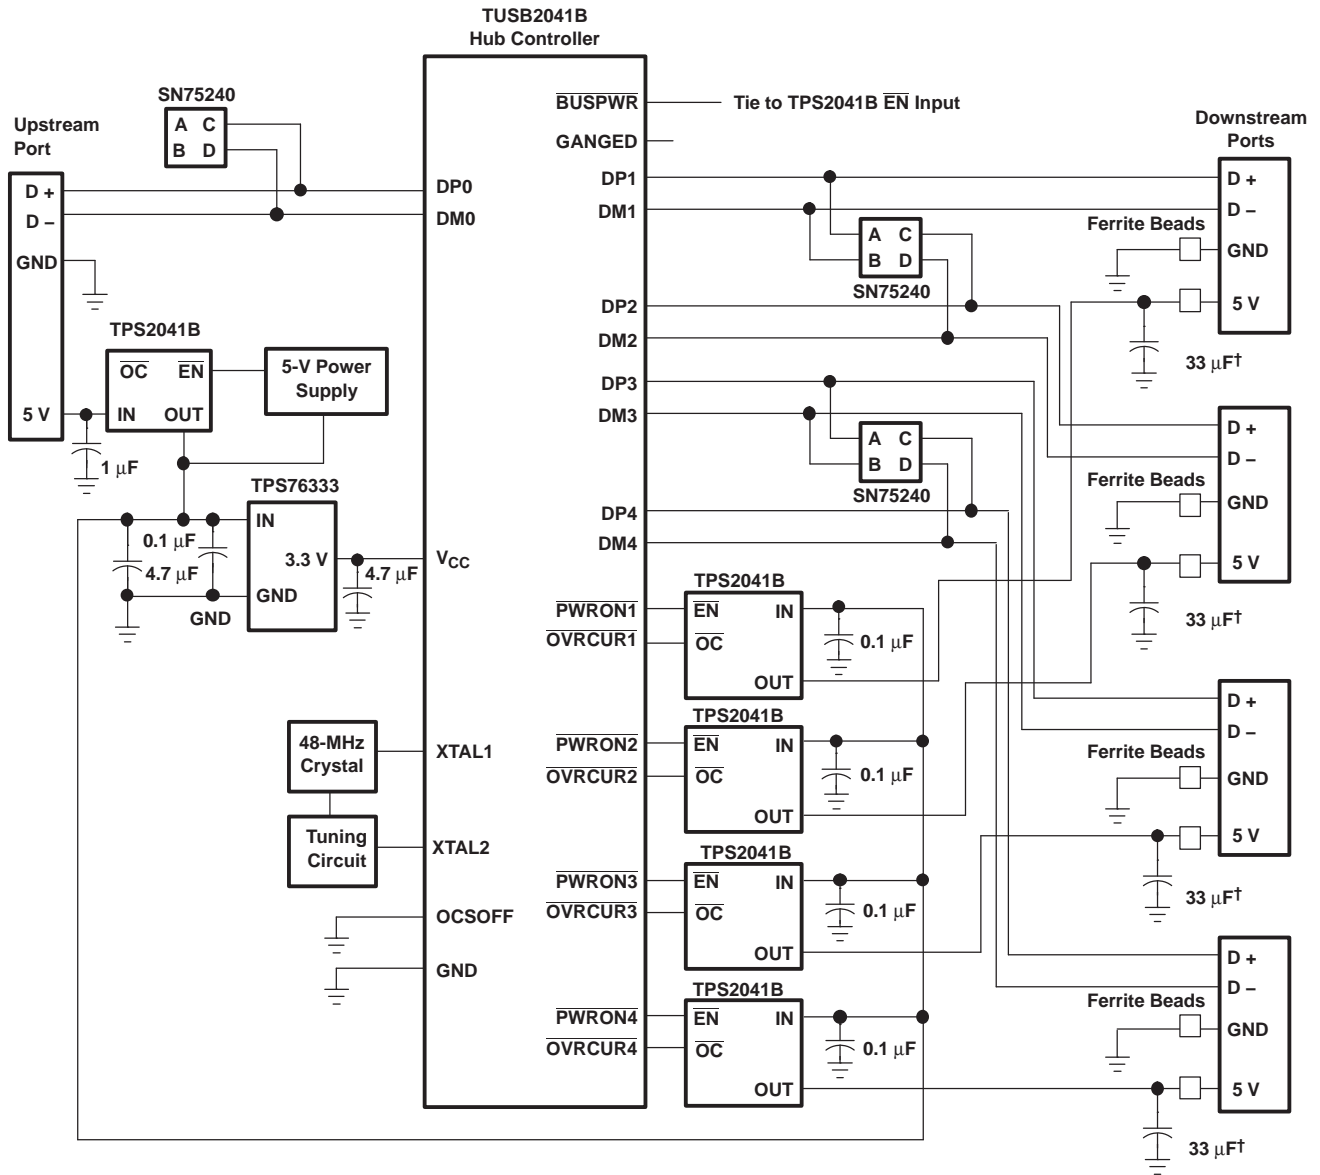 TUSB2041B
Hub Controller
SN75240
A C
B D
Upstream
Port
D +
D –
GND
5 V
DP0
DM0
BUSPWR
Tie to TPS2041B EN Input
GANGED
DP1
DM1
Downstream
Ports
D +
D –
Ferrite Beads
GND
5 V
33 µF†
A C
B D
SN75240
DP2
DM2
TPS2041B
OC EN
IN OUT
5-V Power
Supply
1 µF
DP3
DM3
A C
B D
SN75240
D +
D –
Ferrite Beads
GND
5 V
33 µF†
TPS76333
IN
3.3 V
GND
0.1 µF
4.7 µF
GND
4.7 µF
VCC
DP4
DM4
TPS2041B
PWRON1
EN IN
OVRCUR1
OC
OUT
0.1 µF
TPS2041B
PWRON2
EN IN
OVRCUR2
OC
OUT
0.1 µF
D +
D –
Ferrite Beads
GND
5 V
33 µF†
48-MHz
Crystal
XTAL1
Tuning
Circuit
XTAL2
TPS2041B
PWRON3
EN IN
OVRCUR3
OC
OUT
0.1 µF
OCSOFF
GND
TPS2041B
PWRON4
EN IN
OVRCUR4
OC
OUT
0.1 µF
D +
D –
Ferrite Beads
GND
5 V
33 µF†